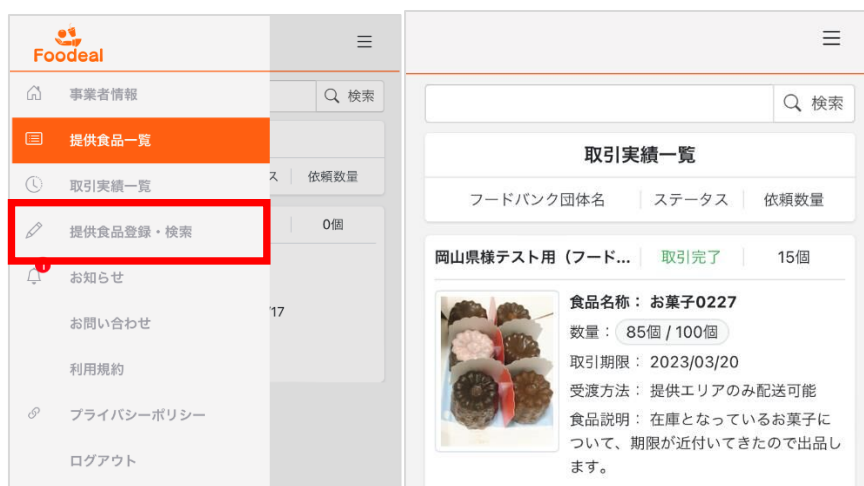 Foodeal
検索
事業者情報
提供食品一覧
取引実績一覧
ス 依頼数量
提供食品登録・検索
0個
1
お知らせ
/17
お問い合わせ
利用規約
プライバシーポリシー
ログアウト
検索
取引実績一覧
フードバンク団体名 ステータス 依頼数量
岡山県様テスト用（フード... 取引完了 15個
食品名称： お菓子0227
数量： 85個 / 100個
取引期限： 2023/03/20
受渡方法： 提供エリアのみ配送可能
食品説明： 在庫となっているお菓子に
ついて、期限が近付いてきたので出品し
ます。